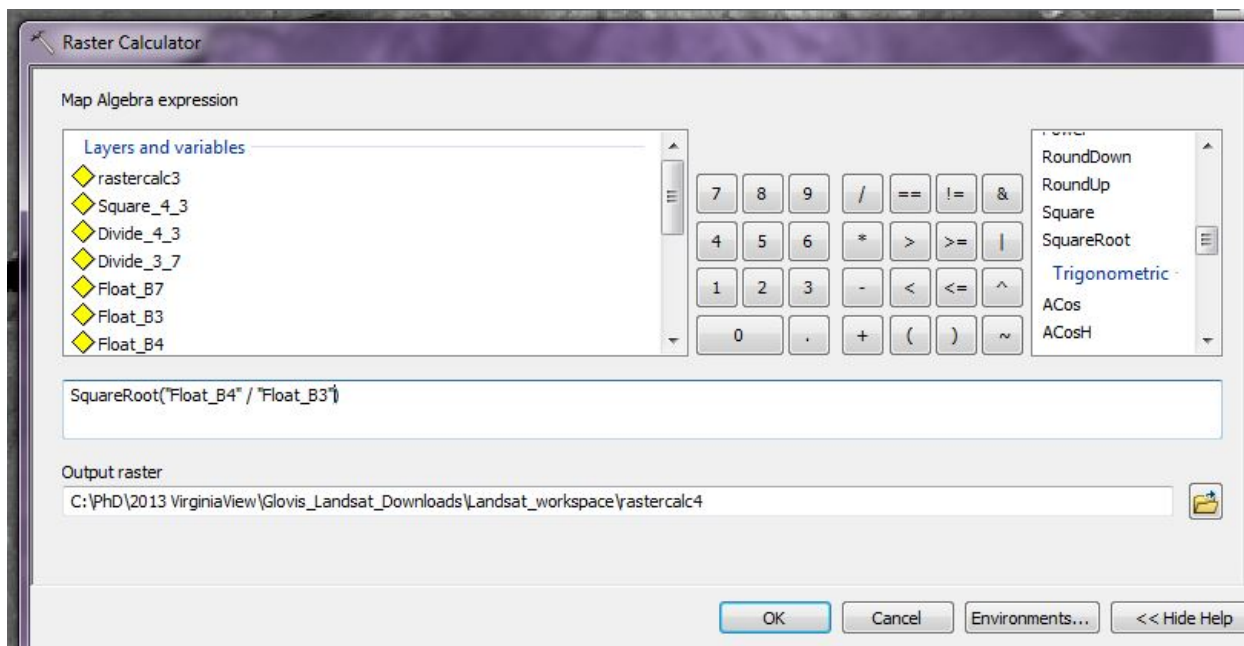 Raster Calculator
Map Algebra expression
Layers and variables
rastercalc3
Square_4_3
Divide_4_3
Divide_3_7
Float_B7
Float_B3
Float_B4
7 8 9 / == != &
4 5 6 * > >= |
1 2 3 - < <= ^
0 . + ( ) ~
RoundDown
RoundUp
Square
SquareRoot
Trigonometric
ACos
ACosH
SquareRoot("Float_B4" / "Float_B3")
Output raster
C:\PhD\2013 VirginiaView\Glovis_Landsat_Downloads\Landsat_workspace\rastercalc4
OK Cancel Environments... << Hide Help